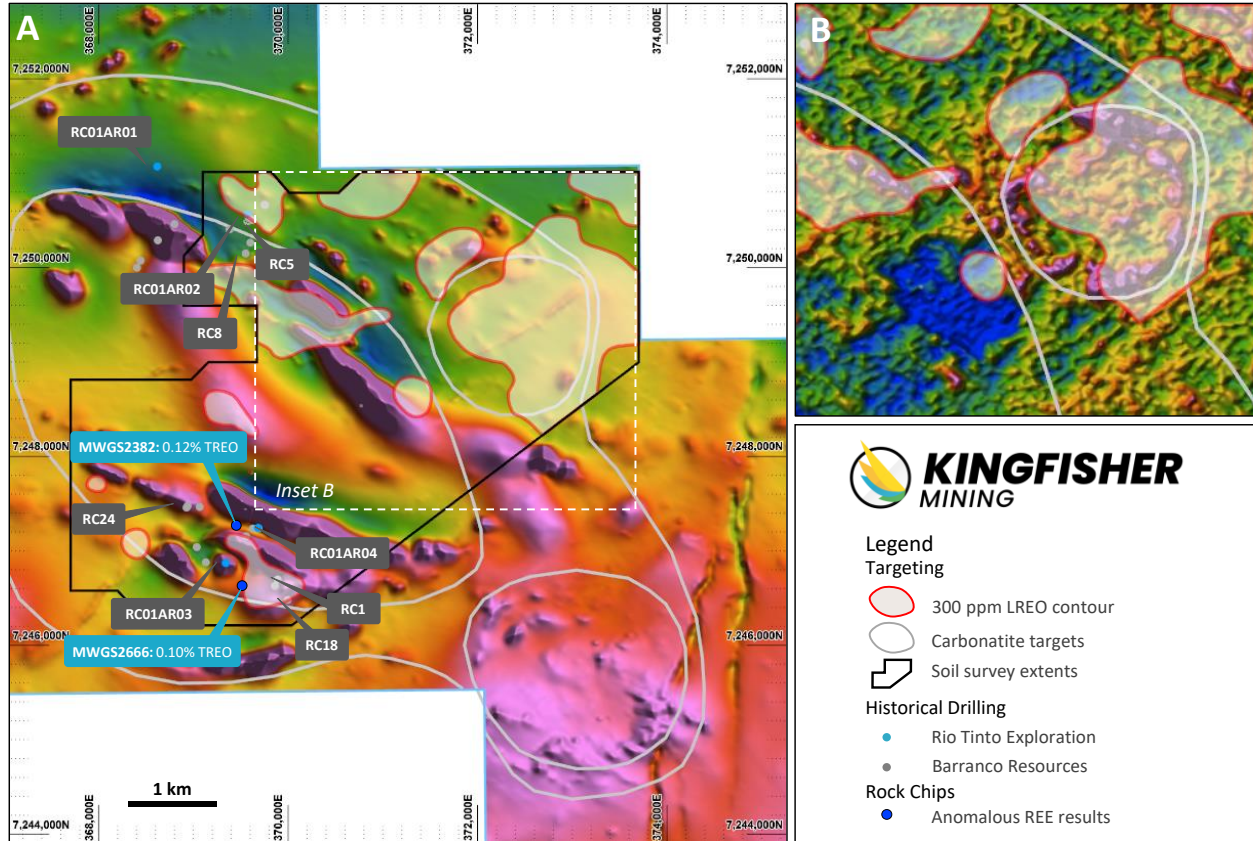 A
368,000E
370,000E
372,000E
374,000E
7,252,000N
7,252,000N
RC01AR01
RC5
7,250,000N
7,250,000N
RC01AR02
RC8
MWGS2382: 0.12% TREO
7,248,000N
7,248,000N
Inset B
RC24
RC01AR04
RC01AR03
RC1
RC18
7,246,000N
7,246,000N
MWGS2666: 0.10% TREO
1 km
7,244,000N
7,244,000N
368,000E
370,000E
372,000E
374,000E
B
KINGFISHER
MINING
Legend
Targeting
300 ppm LREO contour
Carbonatite targets
Soil survey extents
Historical Drilling
Rio Tinto Exploration
Barranco Resources
Rock Chips
Anomalous REE results